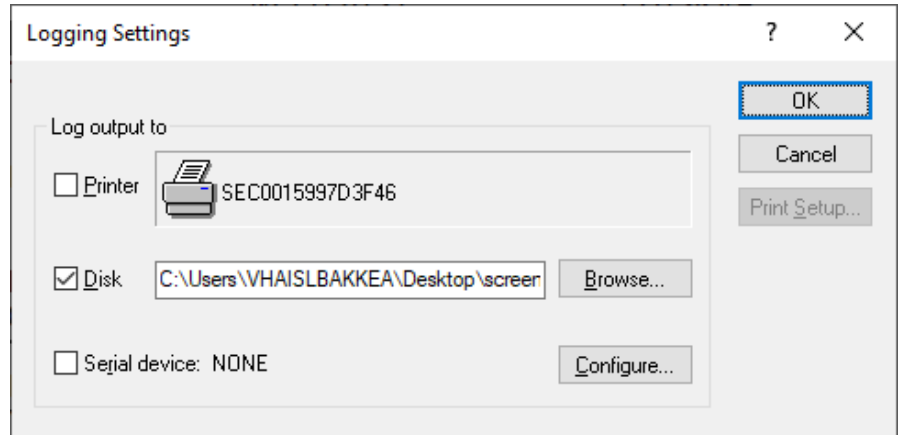 Logging Settings
?
Log output to
Printer
SEC0015997D3F46
Disk
C:\Users\VHAISLBAKKEA\Desktop\screen
Browse...
Serial device: NONE
Configure...
OK
Cancel
Print Setup...